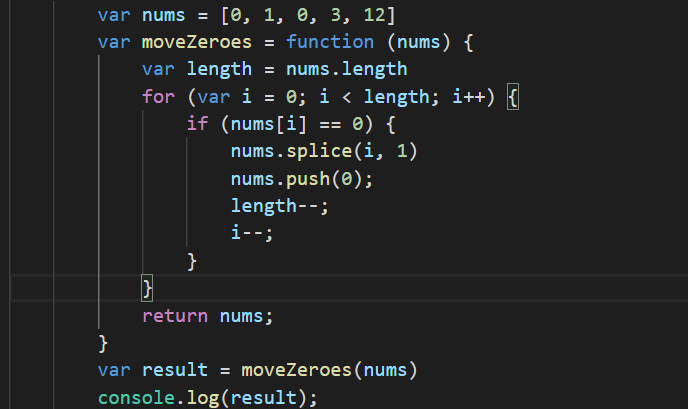 var nums = [0, 1, 0, 3, 12]
var moveZeroes = function (nums) {
var length = nums.length
for (var i = 0; i < length; i++) {
if (nums[i] == 0) {
nums.splice(i, 1)
nums.push(0);
length--;
i--;
}
}
return nums;
}
var result = moveZeroes(nums)
console.log(result);